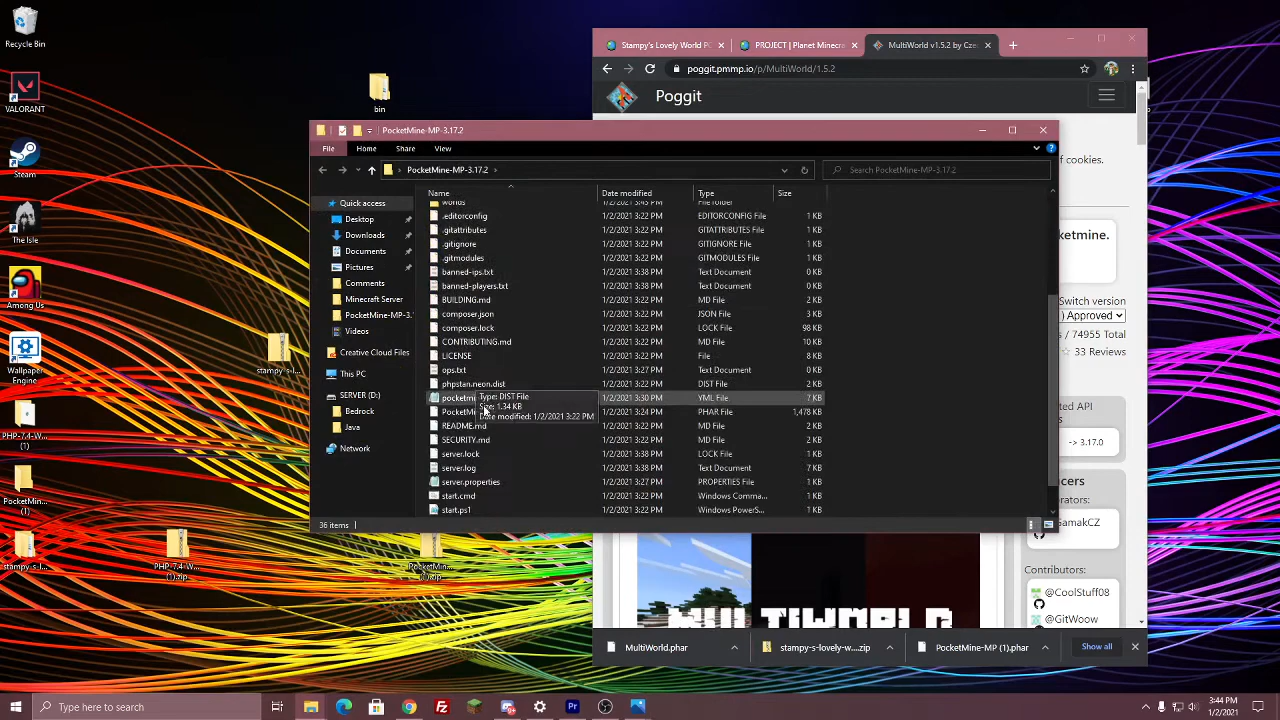 Recycle Bin
VALORANT
Steam
The Isle
Among Us
Wallpaper
Engine
PHP-7.4-W...
(1)
PocketMin...
(1)
stampy-s-l...
bin
stampy-s-l...
PHP-7.4-W...
(1).zip
PocketMin...
(1).zip
Stampy's Lovely World PO
PROJECT | Planet Minecra
MultiWorld v1.5.2 by Cze
poggit.pmmp.io/p/MultiWorld/1.5.2
Poggit
of cookies.
cketmine.
Switch version
) Approved
/ 74955 Total
33 Reviews
ated API
-> 3.17.0
cers
rators:
GamakCZ
Contributors:
@CoolStuff08
@GitWoow
MULTIWORLD
MultiWorld.phar
stampy-s-lovely-w....zip
PocketMine-MP (1).phar
Show all
PocketMine-MP-3.17.2
File
Home
Share
View
PocketMine-MP-3.17.2
Search PocketMine-MP-3.17.2
Quick access
Desktop
Downloads
Documents
Pictures
Comments
Minecraft Server
PocketMine-MP-3.1
Videos
Creative Cloud Files
This PC
SERVER (D:)
Bedrock
Java
Network
Name Date modified Type Size
worlds 1/2/2021 3:43 PM File folder
.editorconfig 1/2/2021 3:22 PM EDITORCONFIG File 1 KB
.gitattributes 1/2/2021 3:22 PM GITATTRIBUTES File 1 KB
.gitignore 1/2/2021 3:22 PM GITIGNORE File 1 KB
.gitmodules 1/2/2021 3:22 PM GITMODULES File 1 KB
banned-ips.txt 1/2/2021 3:38 PM Text Document 0 KB
banned-players.txt 1/2/2021 3:38 PM Text Document 0 KB
BUILDING.md 1/2/2021 3:22 PM MD File 2 KB
composer.json 1/2/2021 3:22 PM JSON File 3 KB
composer.lock 1/2/2021 3:22 PM LOCK File 98 KB
CONTRIBUTING.md 1/2/2021 3:22 PM MD File 10 KB
LICENSE 1/2/2021 3:22 PM File 8 KB
ops.txt 1/2/2021 3:22 PM Text Document 0 KB
phpstan.neon.dist 1/2/2021 3:22 PM DIST File 2 KB
pocketmi 1/2/2021 3:30 PM YML File 7 KB
PocketMi 1/2/2021 3:24 PM PHAR File 1,478 KB
README.md 1/2/2021 3:22 PM MD File 2 KB
SECURITY.md 1/2/2021 3:22 PM MD File 1 KB
server.lock 1/2/2021 3:38 PM LOCK File 1 KB
server.log 1/2/2021 3:38 PM Text Document 7 KB
server.properties 1/2/2021 3:27 PM PROPERTIES File 1 KB
start.cmd 1/2/2021 3:22 PM Windows Comma... 1 KB
start.ps1 1/2/2021 3:22 PM Windows PowerS... 1 KB
Type: DIST File
Size: 1.34 KB
Date modified: 1/2/2021 3:22 PM
36 items
Type here to search
3:44 PM
1/2/2021